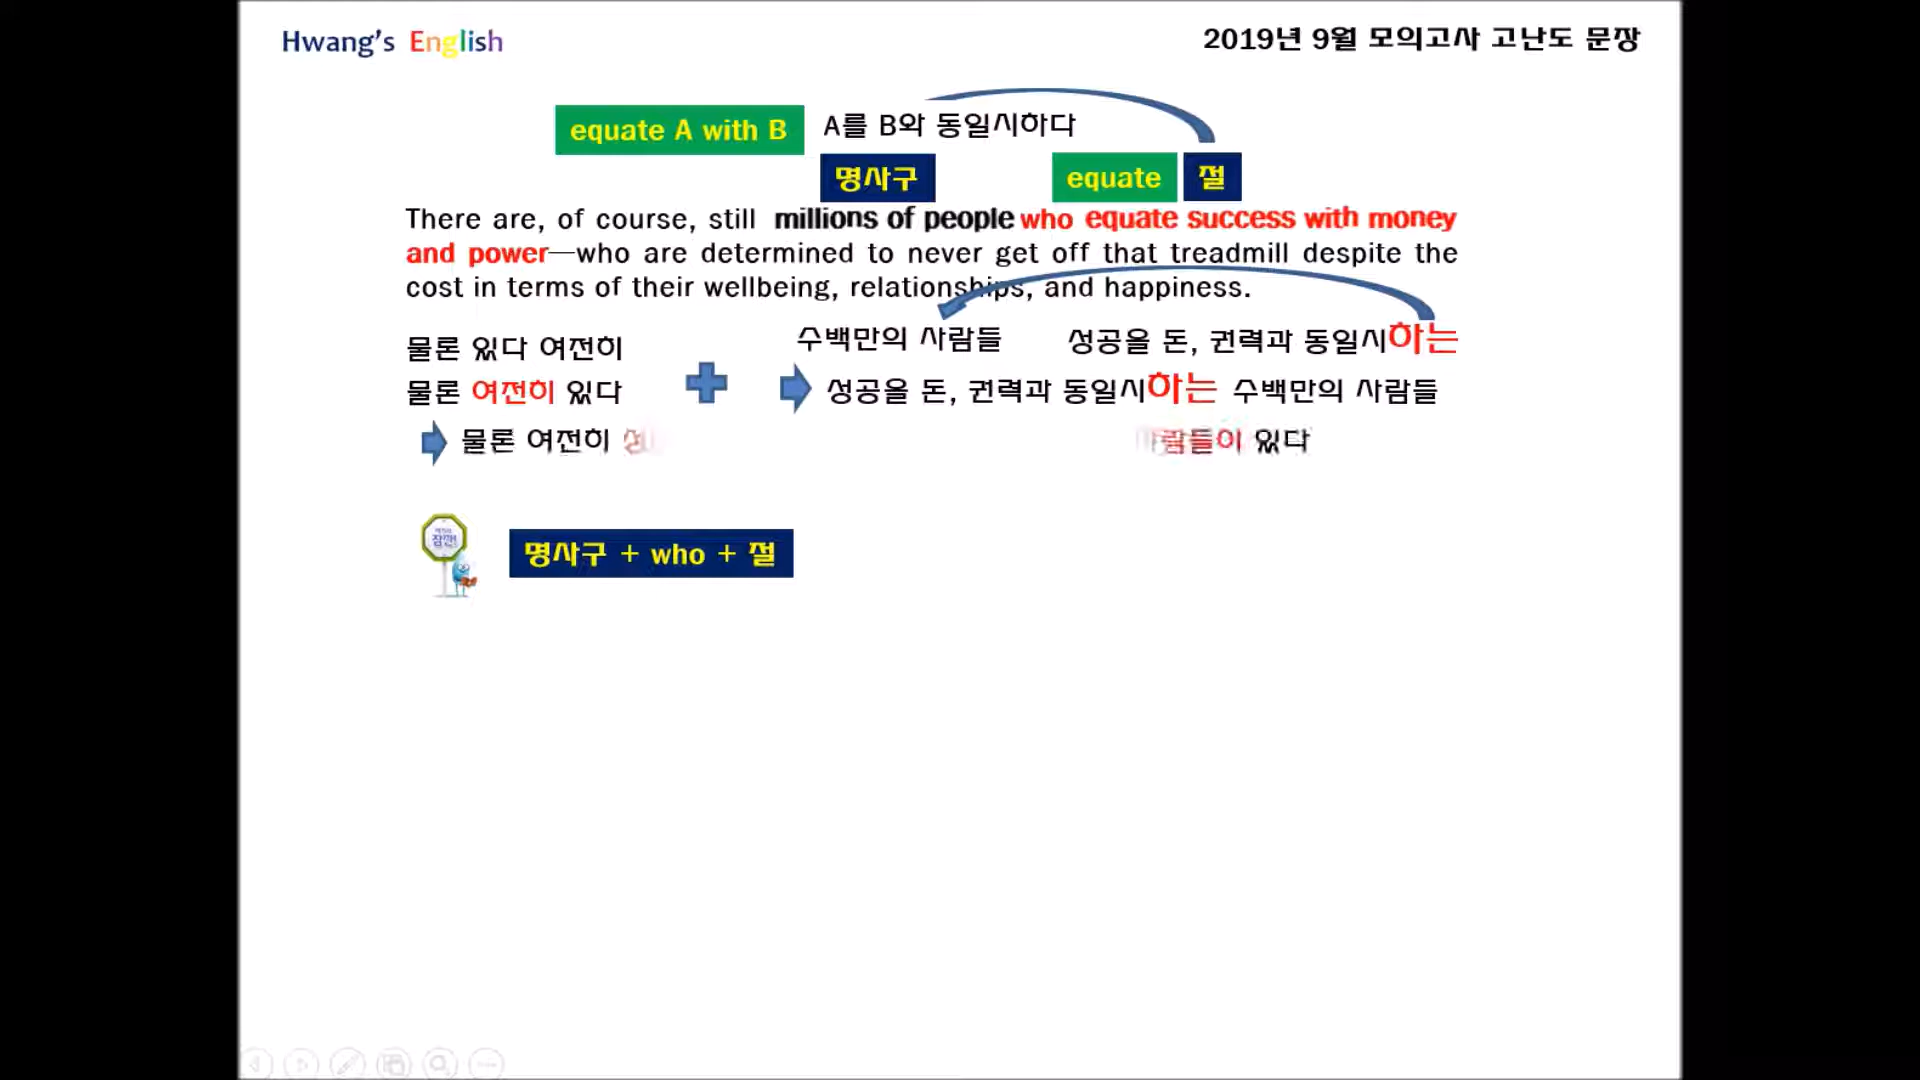 Hwang's English
2019년 9월 모의고사 고난도 문장
equate A with B A를 B와 동일시하다
명사구 equate 절
There are, of course, still millions of people who equate success with money
and power—who are determined to never get off that treadmill despite the
cost in terms of their wellbeing, relationships, and happiness.
물론 있다 여전히 수백만의 사람들 성공을 돈, 권력과 동일시하는
물론 여전히 있다 성공을 돈, 권력과 동일시하는 수백만의 사람들
물론 여전히 있다
잠깐!
명사구 + who + 절